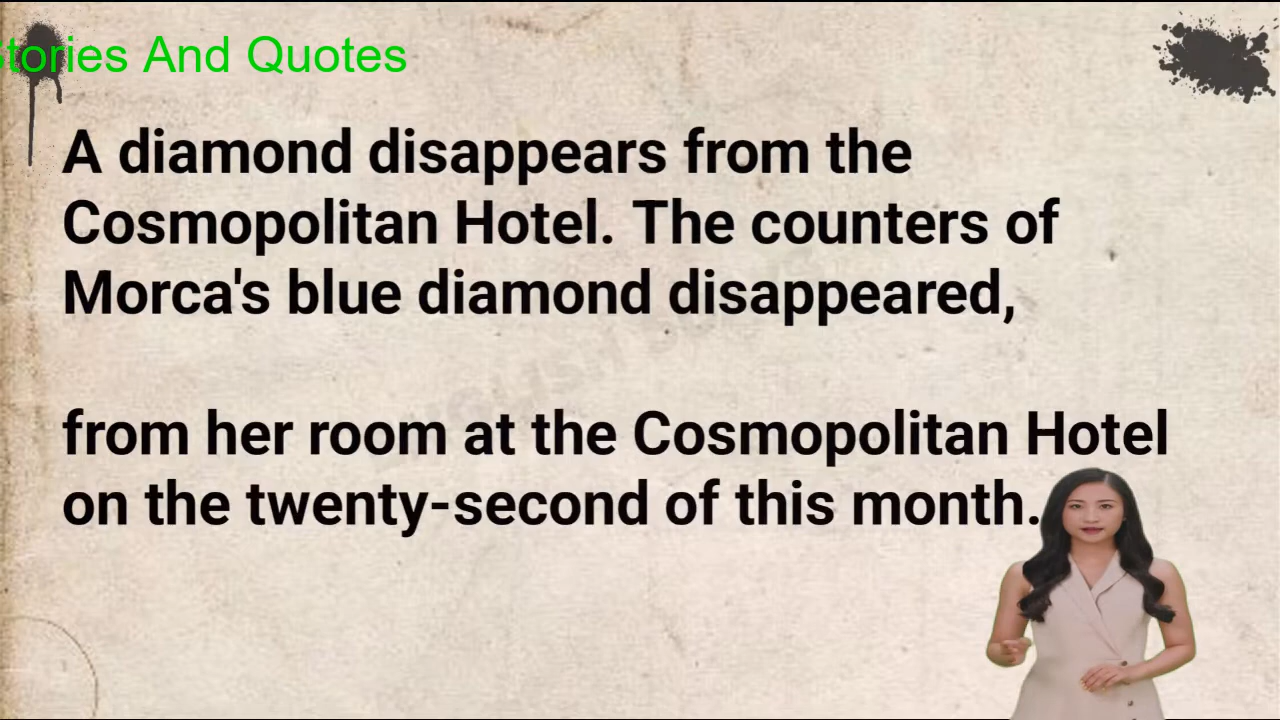 Stories And Quotes
A diamond disappears from the
Cosmopolitan Hotel. The counters of
Morca's blue diamond disappeared,
from her room at the Cosmopolitan Hotel
on the twenty-second of this month.